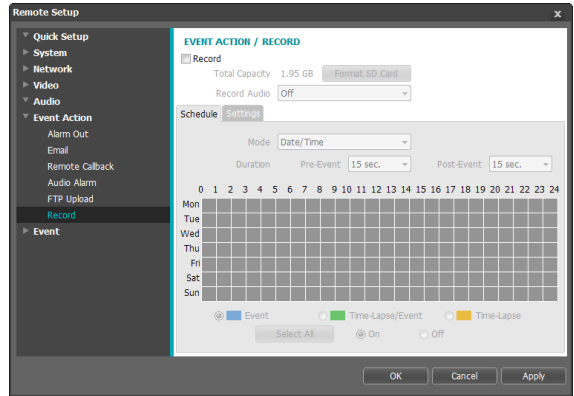 Remote Setup x
Quick Setup
System
Network
Video
Audio
Event Action
Alarm Out
Email
Remote Callback
Audio Alarm
FTP Upload
Record
Event
EVENT ACTION / RECORD
Record
Total Capacity 1.95 GB Format SD Card
Record Audio Off
Schedule Settings
Mode Date/Time
Duration Pre-Event 15 sec. Post-Event 15 sec.
0 1 2 3 4 5 6 7 8 9 10 11 12 13 14 15 16 17 18 19 20 21 22 23 24
Mon
Tue
Wed
Thu
Fri
Sat
Sun
Event Time-Lapse/Event Time-Lapse
Select All On Off
OK Cancel Apply